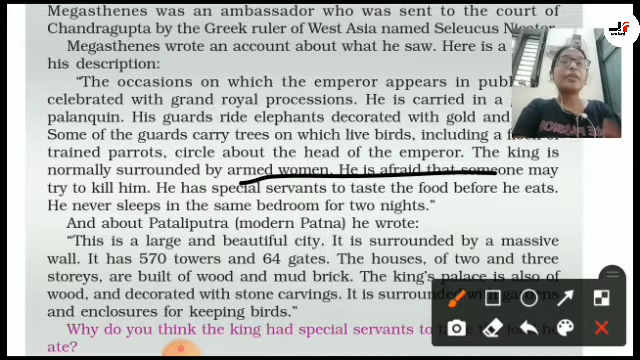 Megasthenes was an ambassador who was sent to the court of
Chandragupta by the Greek ruler of West Asia named Seleucus Nicator.
Megasthenes wrote an account about what he saw. Here is a
his description:
"The occasions on which the emperor appears in
celebrated with grand royal processions. He is carried in a
palanquin. His guards ride elephants decorated with gold and
Some of the guards carry trees on which live birds, including a
trained parrots, circle about the head of the emperor. The king is
normally surrounded by armed women. He is afraid that someone may
try to kill him. He has special servants to taste the food before he eats.
He never sleeps in the same bedroom for two nights."
And about Pataliputra (modern Patna) he wrote:
"This is a large and beautiful city. It is surrounded by a massive
wall. It has 570 towers and 64 gates. The houses, of two and three
storeys, are built of wood and mud brick. The king's palace is also of
wood, and decorated with stone carvings. It is surrounded with
and enclosures for keeping birds."
Why do you think the king had special servants to he
ate?